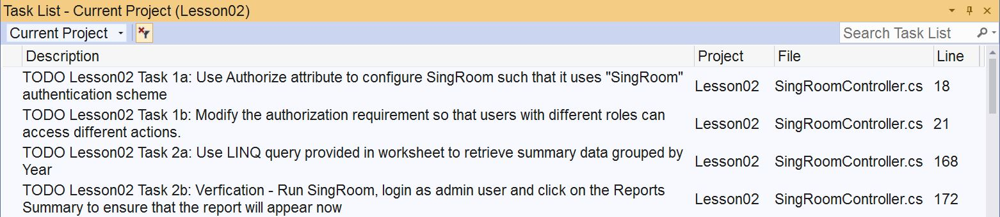 Task List - Current Project (Lesson02)
Current Project
Search Task List
Description Project File Line
TODO Lesson02 Task 1a: Use Authorize attribute to configure SingRoom such that it uses "SingRoom"
authentication scheme
Lesson02 SingRoomController.cs 18
TODO Lesson02 Task 1b: Modify the authorization requirement so that users with different roles can
access different actions.
Lesson02 SingRoomController.cs 21
TODO Lesson02 Task 2a: Use LINQ query provided in worksheet to retrieve summary data grouped by
Year
Lesson02 SingRoomController.cs 168
TODO Lesson02 Task 2b: Verfication - Run SingRoom, login as admin user and click on the Reports
Summary to ensure that the report will appear now
Lesson02 SingRoomController.cs 172